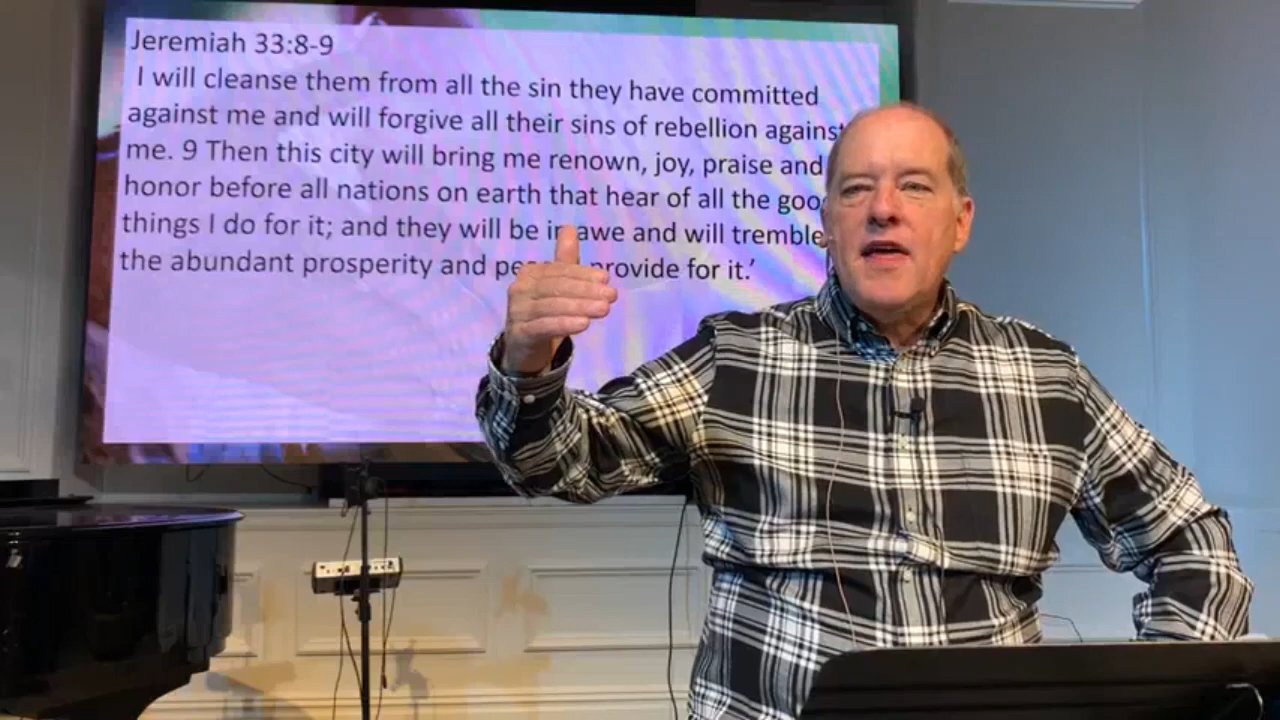 Jeremiah 33:8-9
I will cleanse them from all the sin they have committed
against me and will forgive all their sins of rebellion against
me. 9 Then this city will bring me renown, joy, praise and
honor before all nations on earth that hear of all the
things I do for it; and they will be in awe and will tremble
the abundant prosperity and provide for it.’